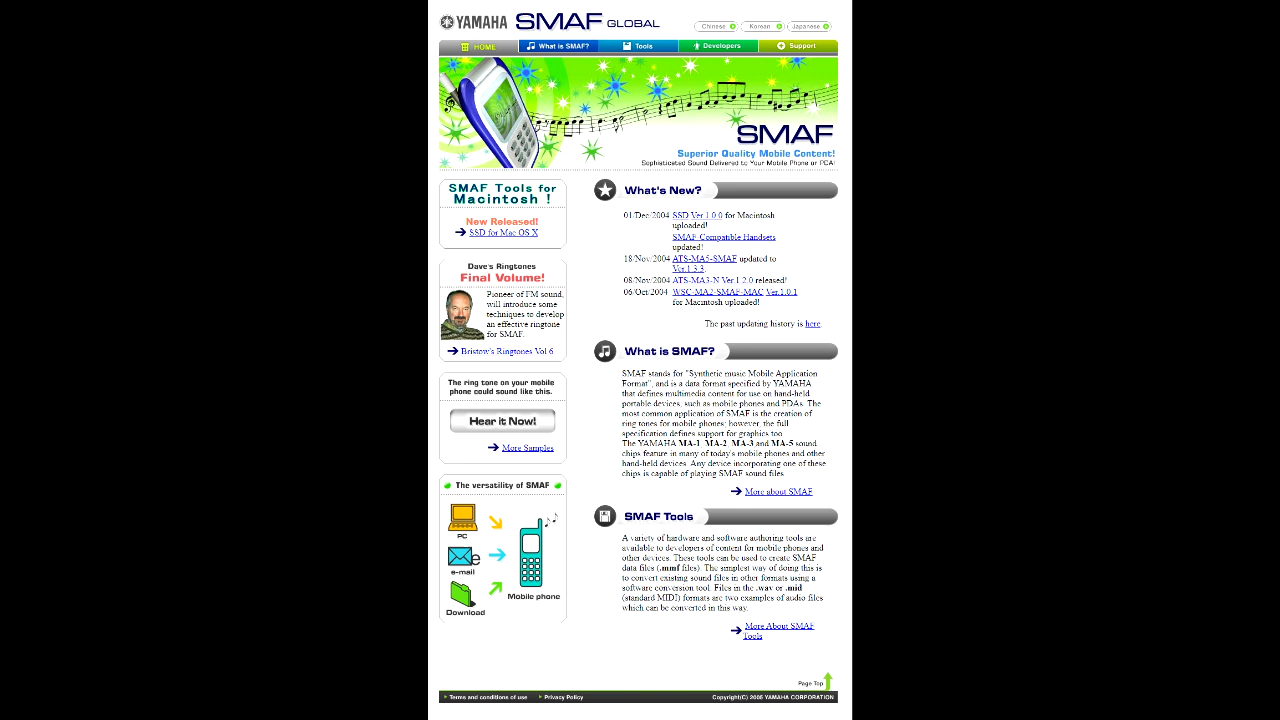 YAMAHA SMAF GLOBAL
Chinese Korean Japanese
HOME What is SMAF? Tools Developers Support
SMAF
Superior Quality Mobile Content!
Sophisticated Sound Delivered to Your Mobile Phone or PCA!
SMAF Tools for
Macintosh !
New Released!
SSD for Mac OS X
Dave's Ringtones
Final Volume!
Pioneer of FM sound,
will introduce some
techniques to develop
an effective ringtone
for SMAF.
Bristow's Ringtones Vol 6
The ring tone on your mobile
phone could sound like this.
Hear it Now!
More Samples
The versatility of SMAF
PC
e-mail
Download
Mobile phone
What's New?
01/Dec/2004 SSD Ver 1.0.0 for Macintosh
uploaded!
SMAF-Compatible Handsets
updated!
18/Nov/2004 ATS-MA5-SMAF updated to
Ver.1.3.3.
08/Nov/2004 ATS-MA3-N Ver.1.2.0 released!
06/Oct/2004 WSC-MA2-SMAF-MAC Ver.1.0.1
for Macintosh uploaded!
The past updating history is here.
What is SMAF?
SMAF stands for "Synthetic music Mobile Application
Format", and is a data format specified by YAMAHA
that defines multimedia content for use on hand-held
portable devices, such as mobile phones and PDAs. The
most common application of SMAF is the creation of
ring tones for mobile phones; however, the full
specification defines support for graphics too.
The YAMAHA MA-1, MA-2, MA-3 and MA-5 sound
chips feature in many of today's mobile phones and other
hand-held devices. Any device incorporating one of these
chips is capable of playing SMAF sound files.
More about SMAF
SMAF Tools
A variety of hardware and software authoring tools are
available to developers of content for mobile phones and
other devices. These tools can be used to create SMAF
data files (.mmf files). The simplest way of doing this is
to convert existing sound files in other formats using a
software conversion tool. Files in the .wav or .mid
(standard MIDI) formats are two examples of audio files
which can be converted in this way.
More About SMAF
Tools
Page Top
Terms and conditions of use Privacy Policy Copyright(C) 2005 YAMAHA CORPORATION